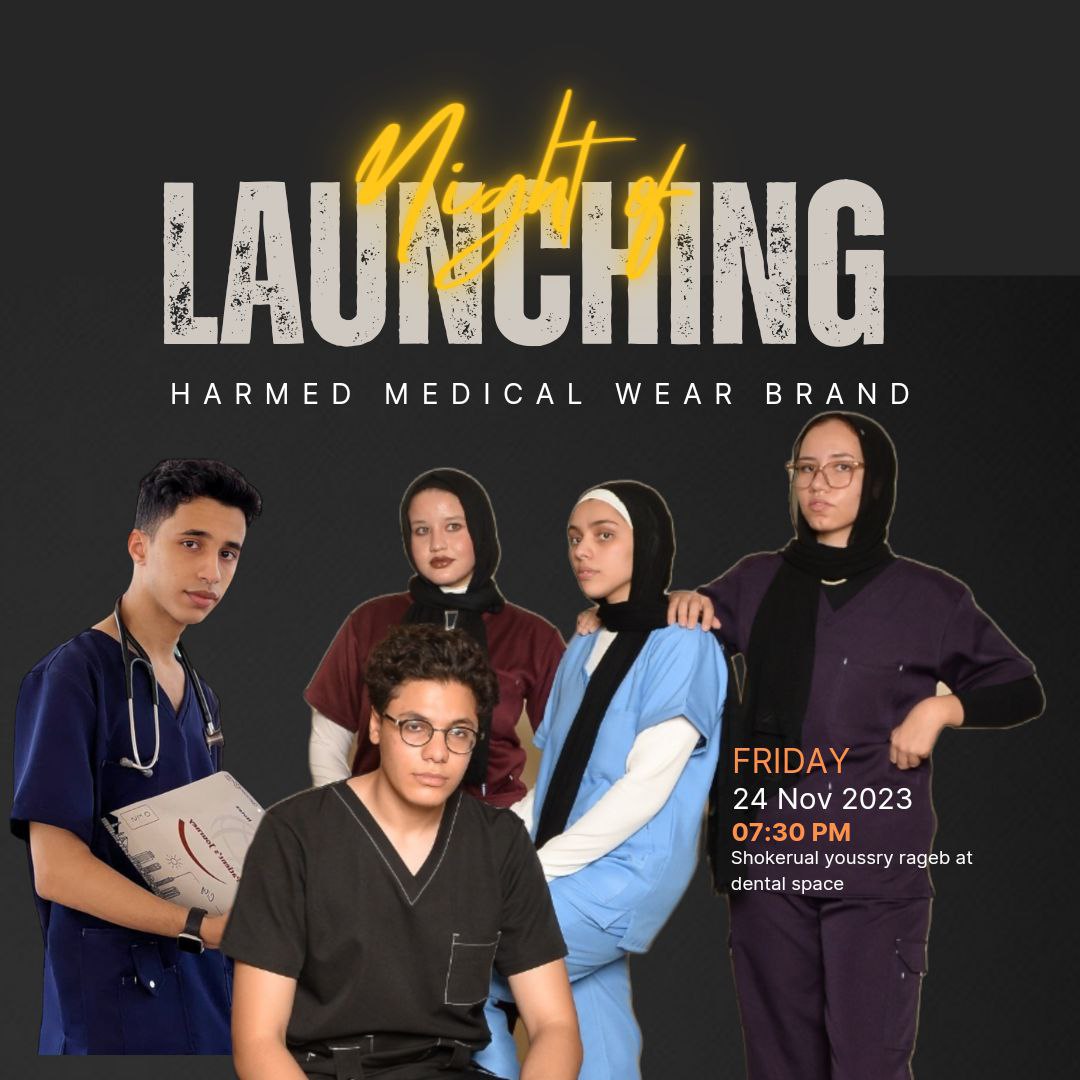 Night of
LAUNCHING
HARMED MEDICAL WEAR BRAND
FRIDAY
24 Nov 2023
07:30 PM
Shokerual youssry rageb at
dental space